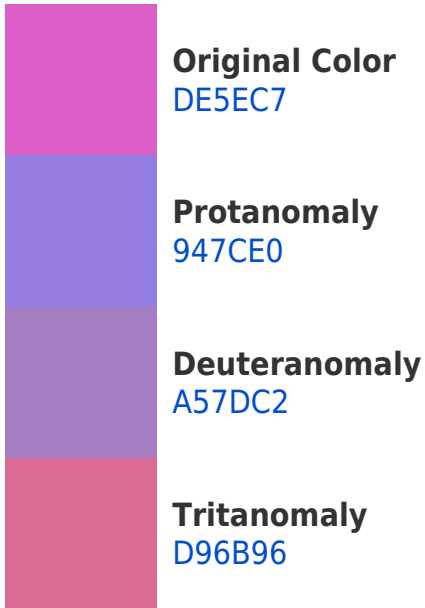 Original Color
DE5EC7
Protanomaly
947CE0
Deuteranomaly
A57DC2
Tritanomaly
D96B96